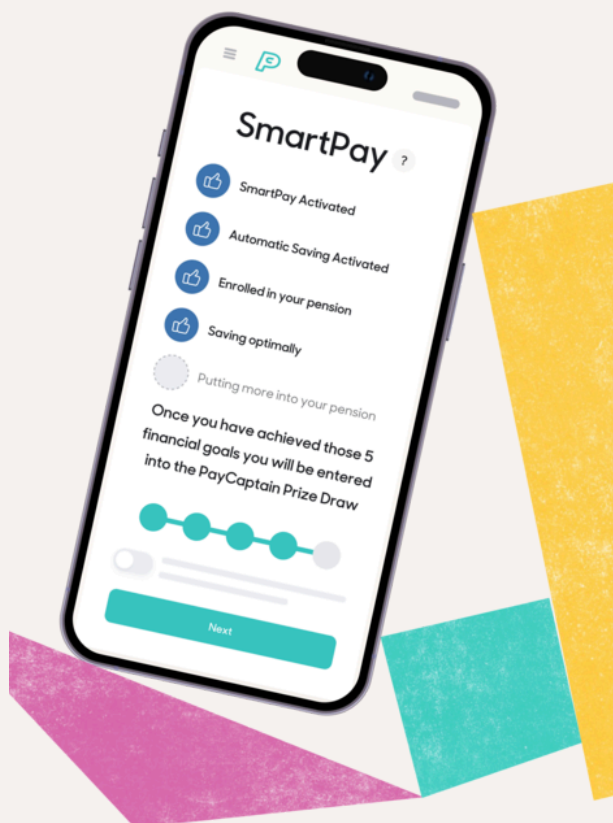 SmartPay ?
SmartPay Activated
Automatic Saving Activated
Enrolled in your pension
Saving optimally
Putting more into your pension
Once you have achieved those 5
financial goals you will be entered
into the PayCaptain Prize Draw
Next